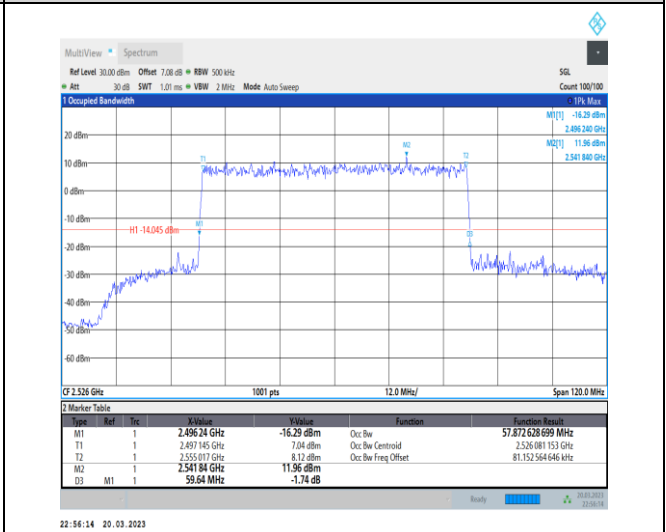 MultiView Spectrum
Ref Level 30.00 dBm Offset 7.08 dB RBW 500 kHz SGL
Att 30 dB SWT 1.01 ms VBW 2 MHz Mode Auto Sweep Count 100/100
1 Occupied Bandwidth 1Pk Max
M1[1] -16.29 dBm
2.496 240 GHz
M2[1] 11.96 dBm
2.541 840 GHz
20 dBm
M2
T1 T2
10 dBm
0 dBm
-10 dBm
M1
H1 -14.045 dBm
D3
-20 dBm
-30 dBm
-40 dBm
-50 dBm
-60 dBm
CF 2.526 GHz 1001 pts 12.0 MHz/ Span 120.0 MHz
2 Marker Table
Type Ref Trc X-Value Y-Value Function Function Result
M1 1 2.496 24 GHz -16.29 dBm Occ Bw 57.872 628 699 MHz
T1 1 2.497 145 GHz 7.04 dBm Occ Bw Centroid 2.526 081 153 GHz
T2 1 2.555 017 GHz 8.12 dBm Occ Bw Freq Offset 81.152 564 646 kHz
M2 1 2.541 84 GHz 11.96 dBm
D3 M1 1 59.64 MHz -1.74 dB
Ready 20.03.2023
22:56:14
22:56:14 20.03.2023